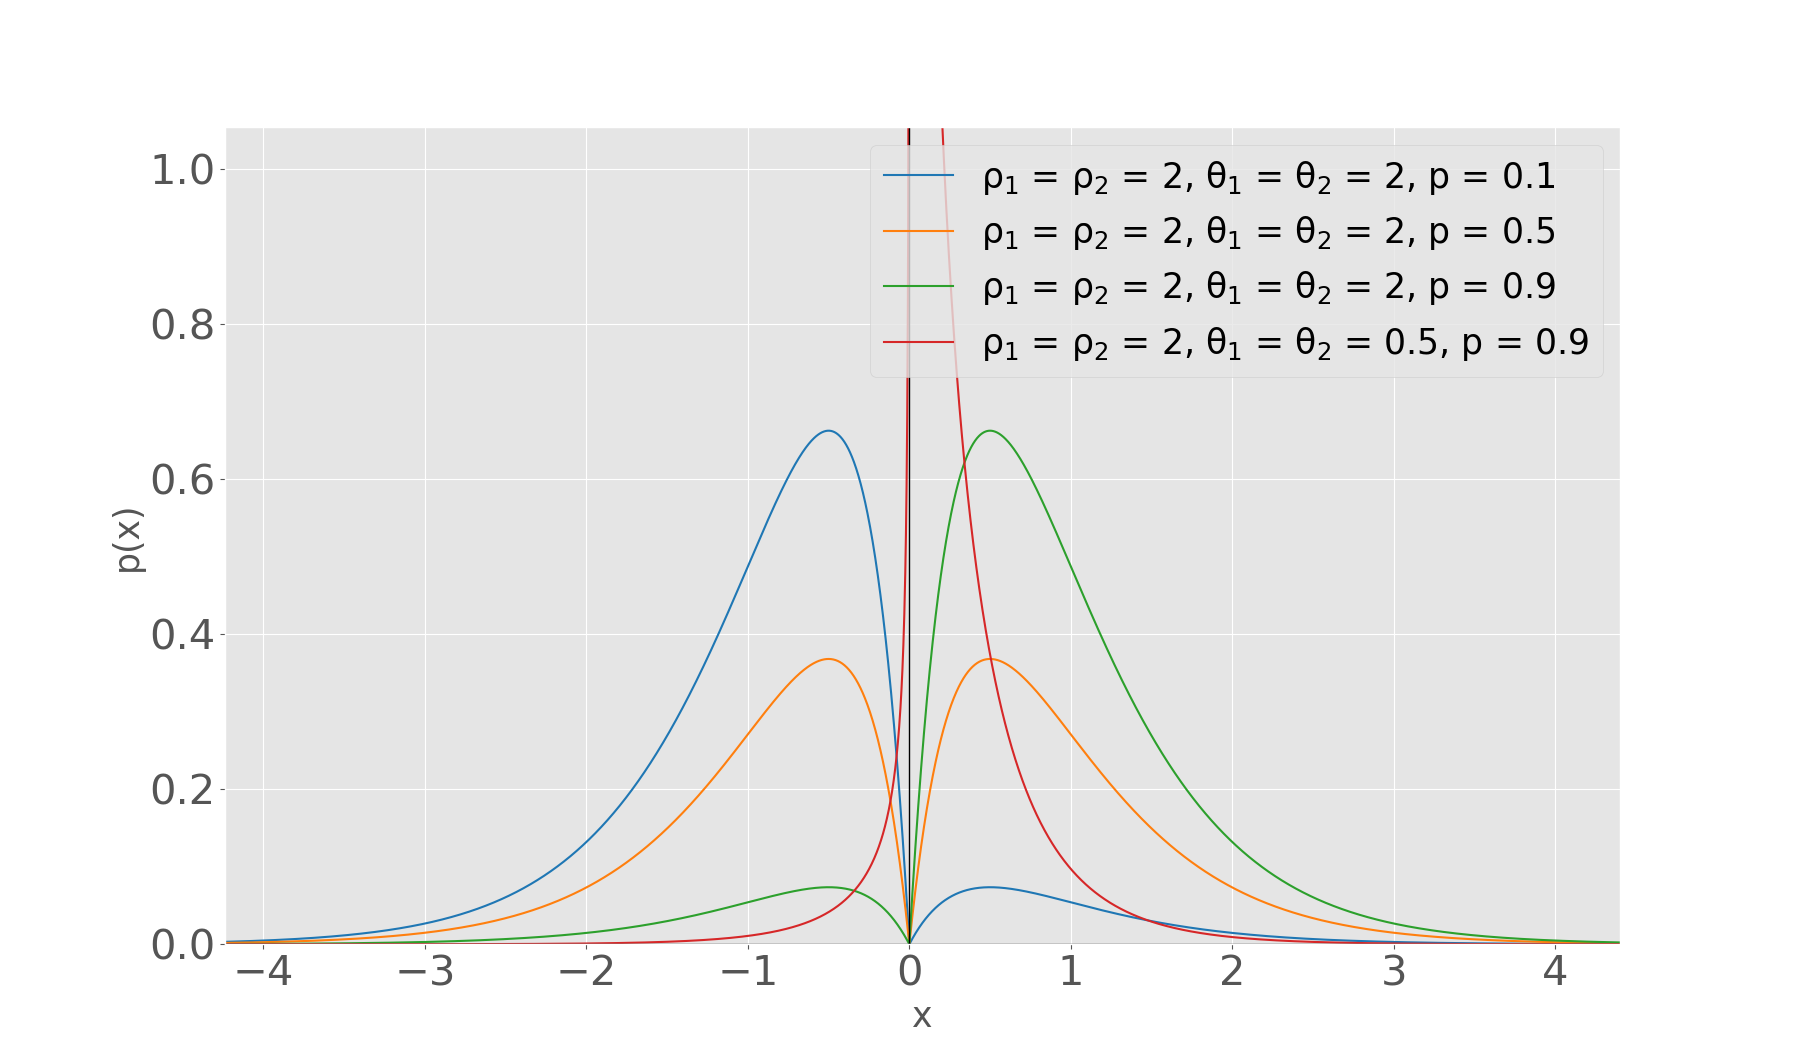 ρ₁ = ρ₂ = 2, θ₁ = θ₂ = 2, p = 0.1
ρ₁ = ρ₂ = 2, θ₁ = θ₂ = 2, p = 0.5
ρ₁ = ρ₂ = 2, θ₁ = θ₂ = 2, p = 0.9
ρ₁ = ρ₂ = 2, θ₁ = θ₂ = 0.5, p = 0.9
1.0
0.8
0.6
0.4
0.2
0.0
p(x)
−4 −3 −2 −1 0 1 2 3 4
x